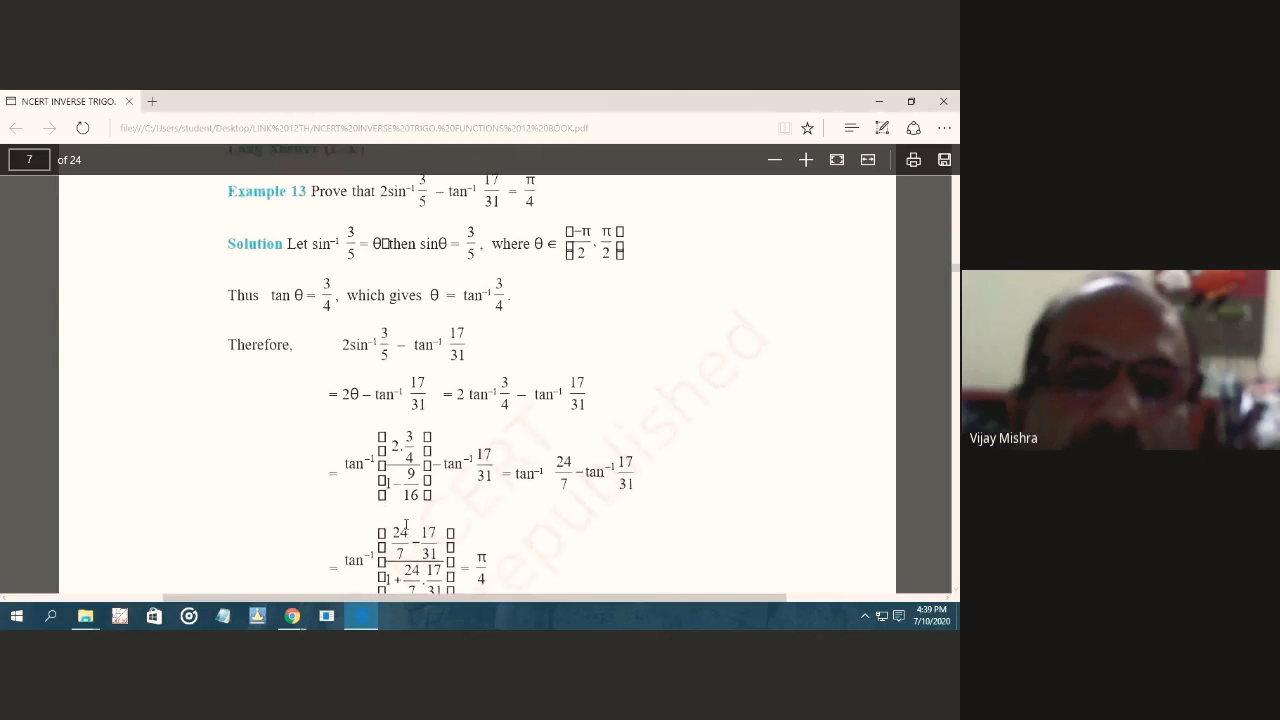 NCERT INVERSE TRIGO.
file:///C:/Users/student/Desktop/LINK%2012TH/NCERT%20INVERSE%20TRIGO.%20FUNCTIONS%2012%20BOOK.pdf
7 of 24
Example 13 Prove that 2sin⁻¹ 3/5 − tan⁻¹ 17/31 = π/4
Solution Let sin⁻¹ 3/5 = θ then sinθ = 3/5, where θ ∈ [−π/2, π/2]
Thus tan θ = 3/4, which gives θ = tan⁻¹ 3/4.
Therefore, 2sin⁻¹ 3/5 − tan⁻¹ 17/31
= 2θ − tan⁻¹ 17/31 = 2 tan⁻¹ 3/4 − tan⁻¹ 17/31
= tan⁻¹ (2. 3/4 / 1 − 9/16) − tan⁻¹ 17/31 = tan⁻¹ 24/7 − tan⁻¹ 17/31
= tan⁻¹ (24/7 − 17/31 / 1 + 24/7 . 17/31) = π/4
NCERT
republished
Vijay Mishra
4:39 PM
7/10/2020